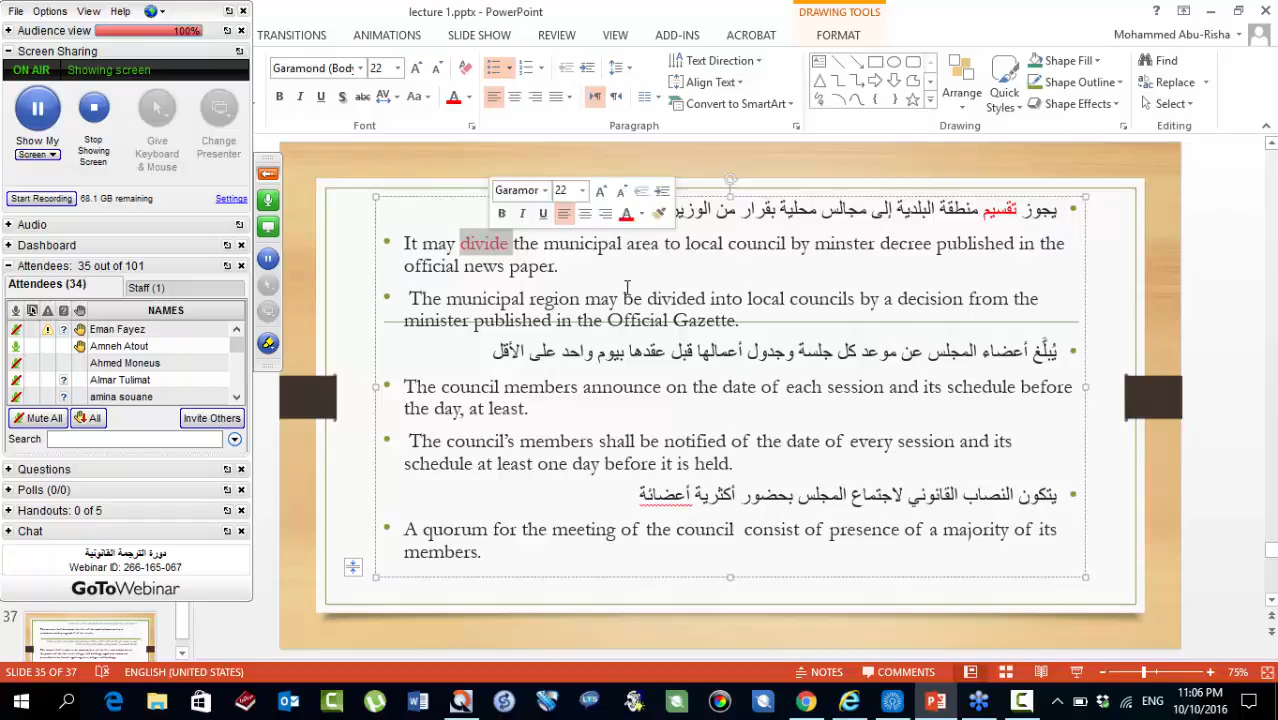 File Options View Help
Audience view 100%
Screen Sharing
ON AIR Showing screen
Show My
Screen
Stop
Showing
Screen
Give
Keyboard
& Mouse
Change
Presenter
Start Recording 68.1 GB remaining Settings
Audio
Dashboard
Attendees: 35 out of 101
Attendees (34) Staff (1)
NAMES
Eman Fayez
Amneh Atout
Ahmed Moneus
Almar Tulimat
amina souane
Mute All All Invite Others
Search
Questions
Polls (0/0)
Handouts: 0 of 5
Chat
دورة الترجمة القانونية
Webinar ID: 266-165-067
GoToWebinar
37
lecture 1.pptx - PowerPoint
DRAWING TOOLS
TRANSITIONS ANIMATIONS SLIDE SHOW REVIEW VIEW ADD-INS ACROBAT FORMAT Mohammed Abu-Risha
Garamond (Body 22
Text Direction
Align Text
Convert to SmartArt
Arrange
Quick
Styles
Shape Fill
Shape Outline
Shape Effects
Find
Replace
Select
Font Paragraph Drawing Editing
Garamor 22
يجوز تقسيم منطقة البلدية إلى مجالس محلية بقرار من الوزير
It may divide the municipal area to local council by minster decree published in the
official news paper.
The municipal region may be divided into local councils by a decision from the
minister published in the Official Gazette.
يُبلَّغ أعضاء المجلس عن موعد كل جلسة وجدول أعمالها قبل عقدها بيوم واحد على الأقل
The council members announce on the date of each session and its schedule before
the day, at least.
The council's members shall be notified of the date of every session and its
schedule at least one day before it is held.
يتكون النصاب القانوني لاجتماع المجلس بحضور أكثرية أعضائة
A quorum for the meeting of the council consist of presence of a majority of its
members.
SLIDE 35 OF 37 ENGLISH (UNITED STATES) NOTES COMMENTS 75%
ENG
11:06 PM
10/10/2016